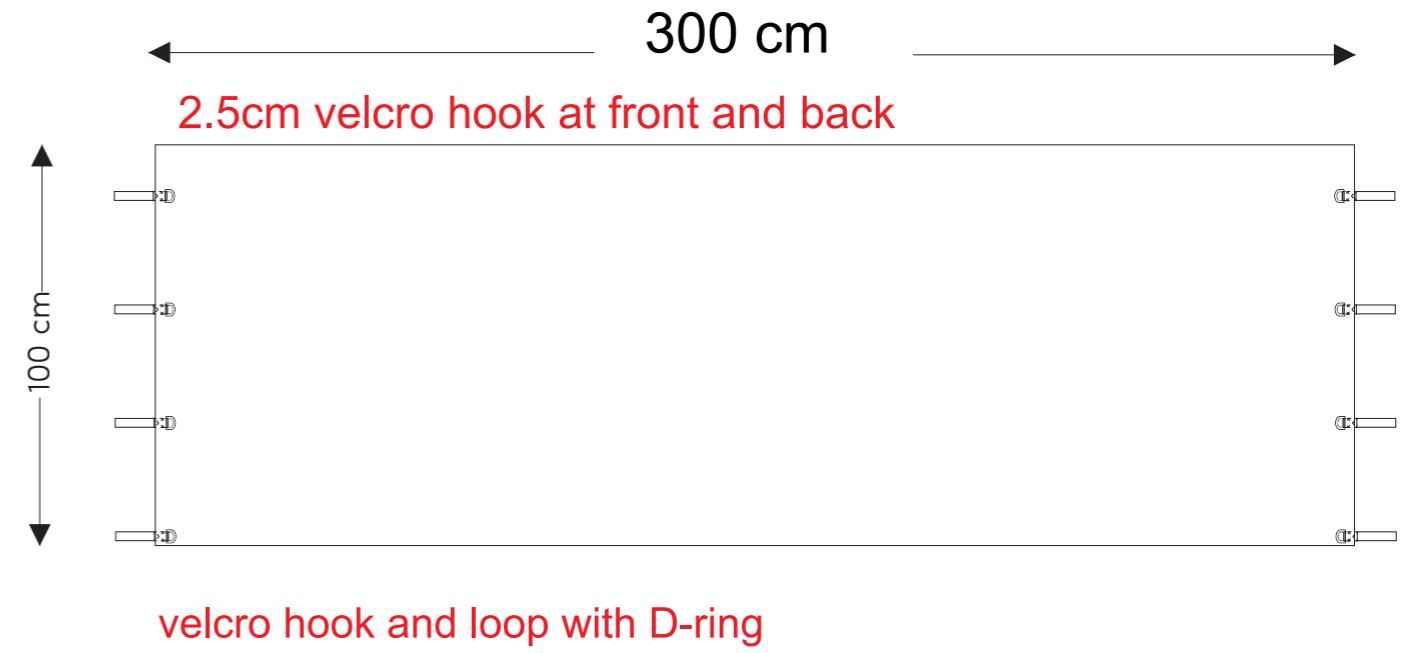 300 cm
2.5cm velcro hook at front and back
100 cm
velcro hook and loop with D-ring